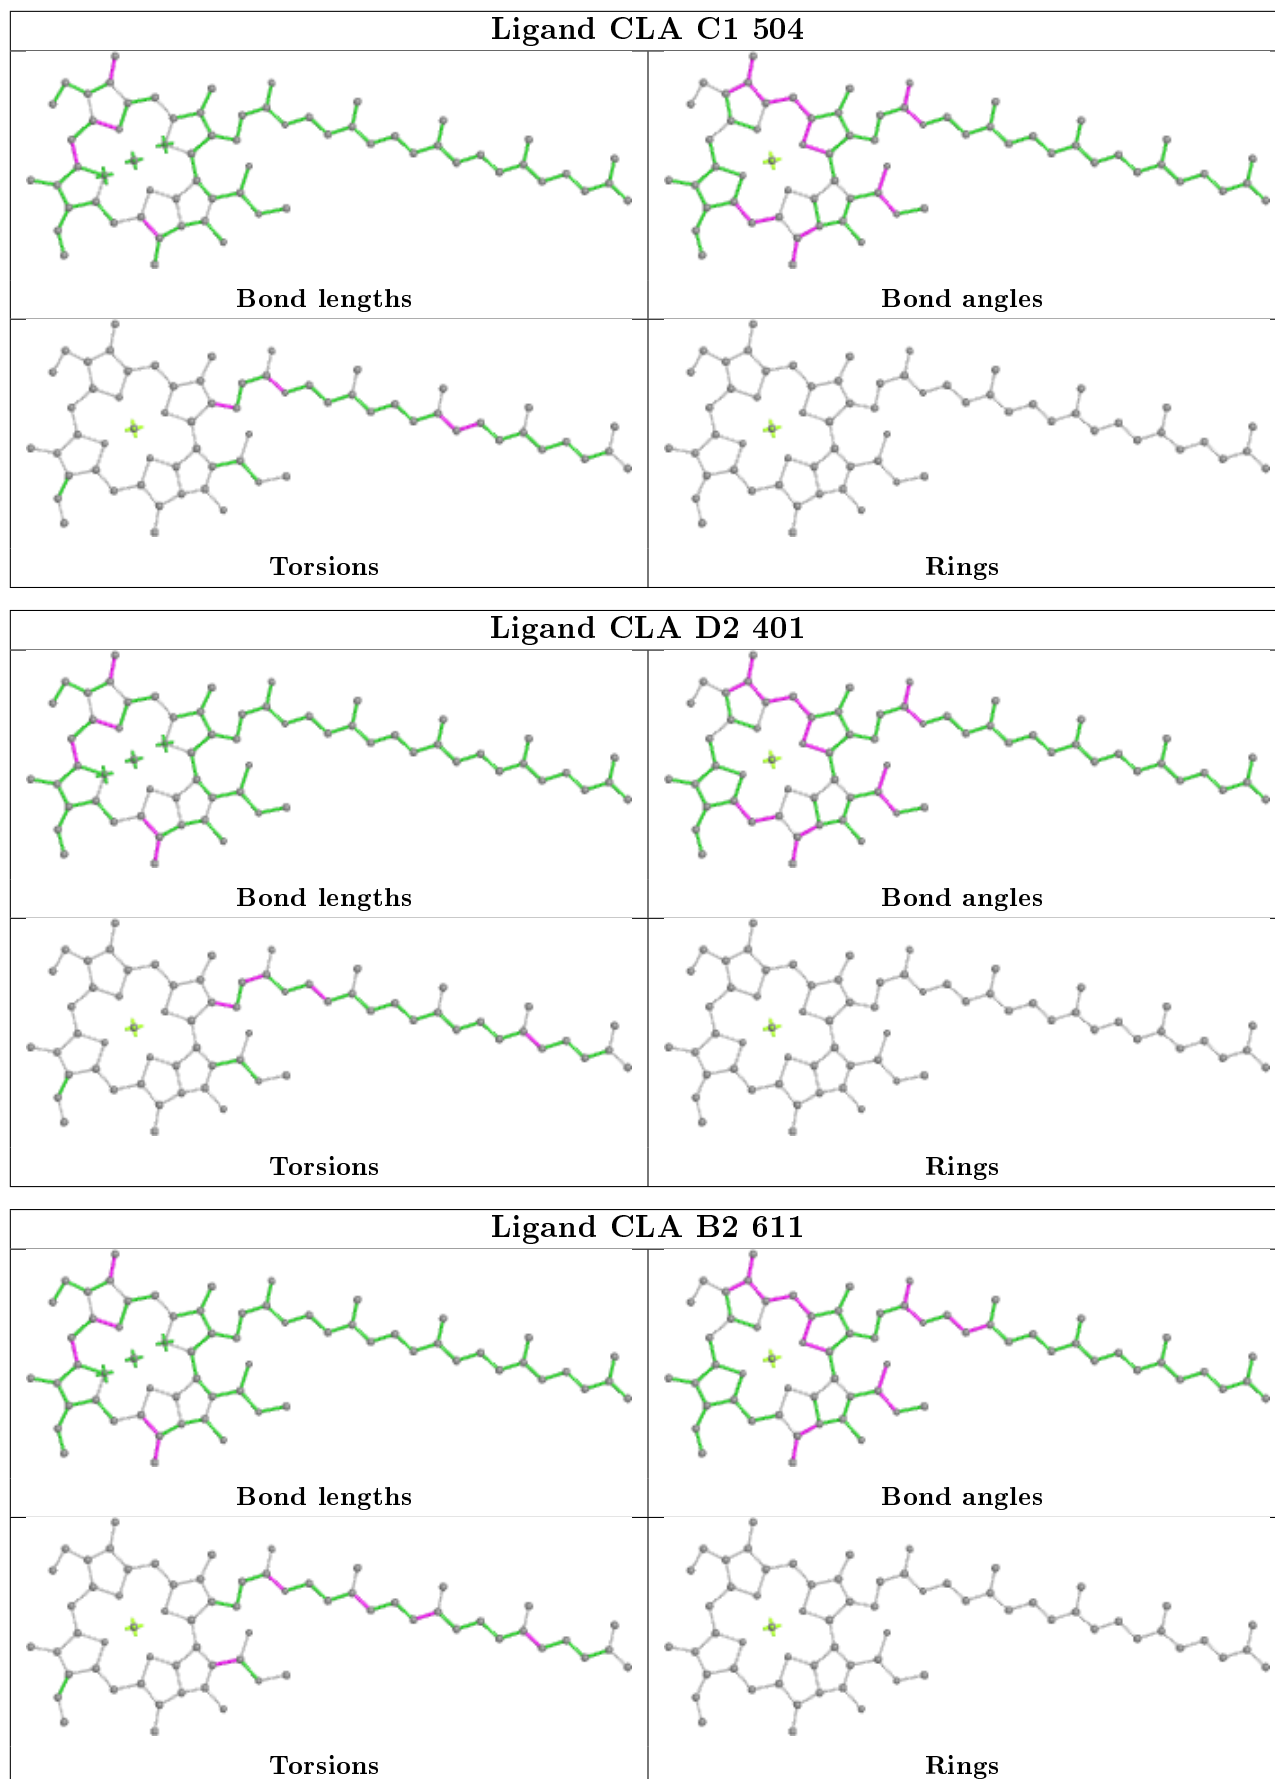 Ligand CLA C1 504
Bond lengths
Bond angles
Torsions
Rings
Ligand CLA D2 401
Bond lengths
Bond angles
Torsions
Rings
Ligand CLA B2 611
Bond lengths
Bond angles
Torsions
Rings